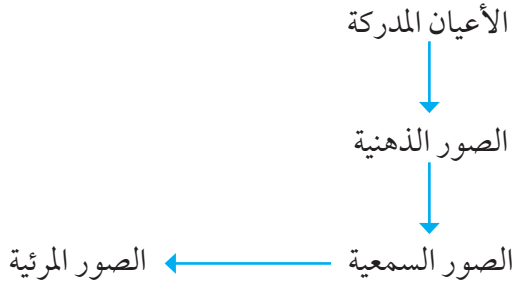 الأعيان المدركة
الصور الذهنية
الصور السمعية
الصور المرئية